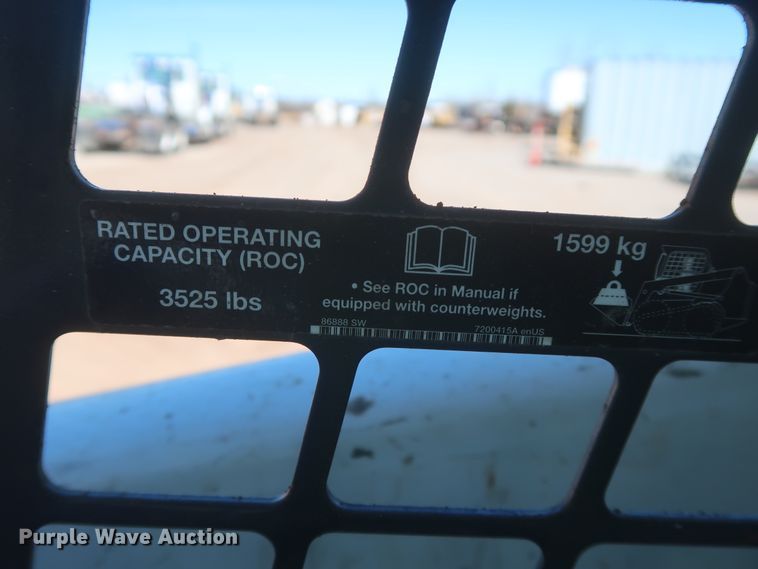 RATED OPERATING
CAPACITY (ROC)
3525 lbs
• See ROC in Manual if
equipped with counterweights.
1599 kg
86888 SW 7200415A enUS
Purple Wave Auction